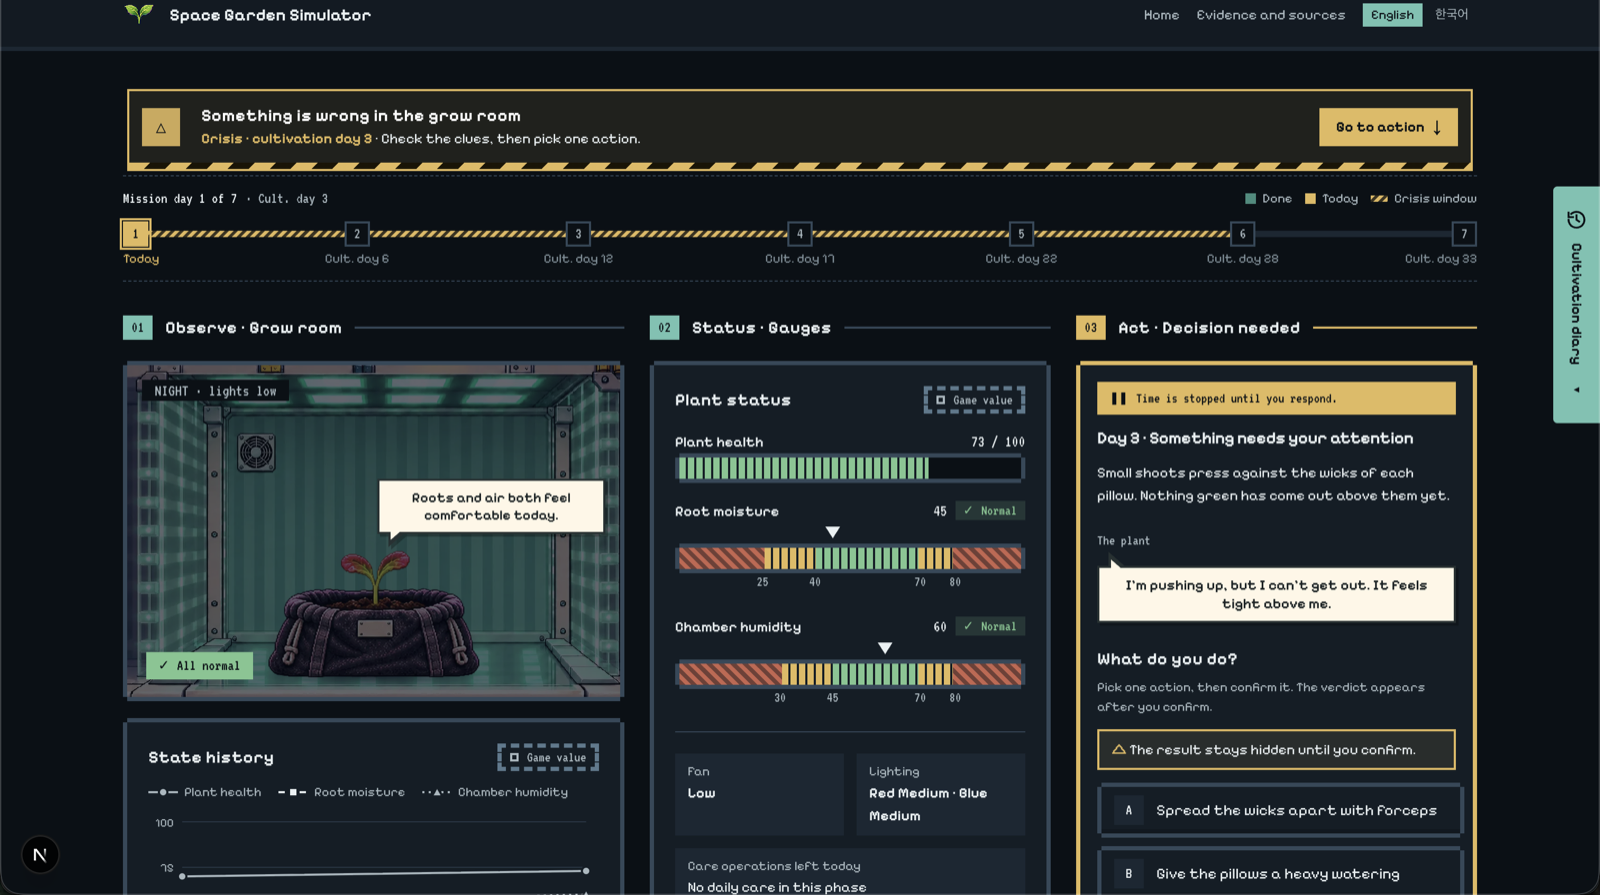 Space Garden Simulator
Home
Evidence and sources
English
한국어
Something is wrong in the grow room
Crisis · cultivation day 3 · Check the clues, then pick one action.
Go to action ↓
Mission day 1 of 7 · Cult. day 3
Done
Today
Crisis window
1
2
3
4
5
6
7
Today
Cult. day 6
Cult. day 12
Cult. day 17
Cult. day 22
Cult. day 28
Cult. day 33
Cultivation diary
01
Observe · Grow room
NIGHT · lights low
Roots and air both feel
comfortable today.
✓ All normal
State history
Game value
Plant health
Root moisture
Chamber humidity
100
75
02
Status · Gauges
Plant status
Game value
Plant health
73 / 100
Root moisture
45
✓ Normal
25
40
70
80
Chamber humidity
60
✓ Normal
30
45
70
80
Fan
Low
Lighting
Red Medium · Blue
Medium
Care operations left today
No daily care in this phase
03
Act · Decision needed
Time is stopped until you respond.
Day 3 · Something needs your attention
Small shoots press against the wicks of each
pillow. Nothing green has come out above them yet.
The plant
I'm pushing up, but I can't get out. It feels
tight above me.
What do you do?
Pick one action, then confirm it. The verdict appears
after you confirm.
The result stays hidden until you confirm.
A
Spread the wicks apart with forceps
B
Give the pillows a heavy watering
N